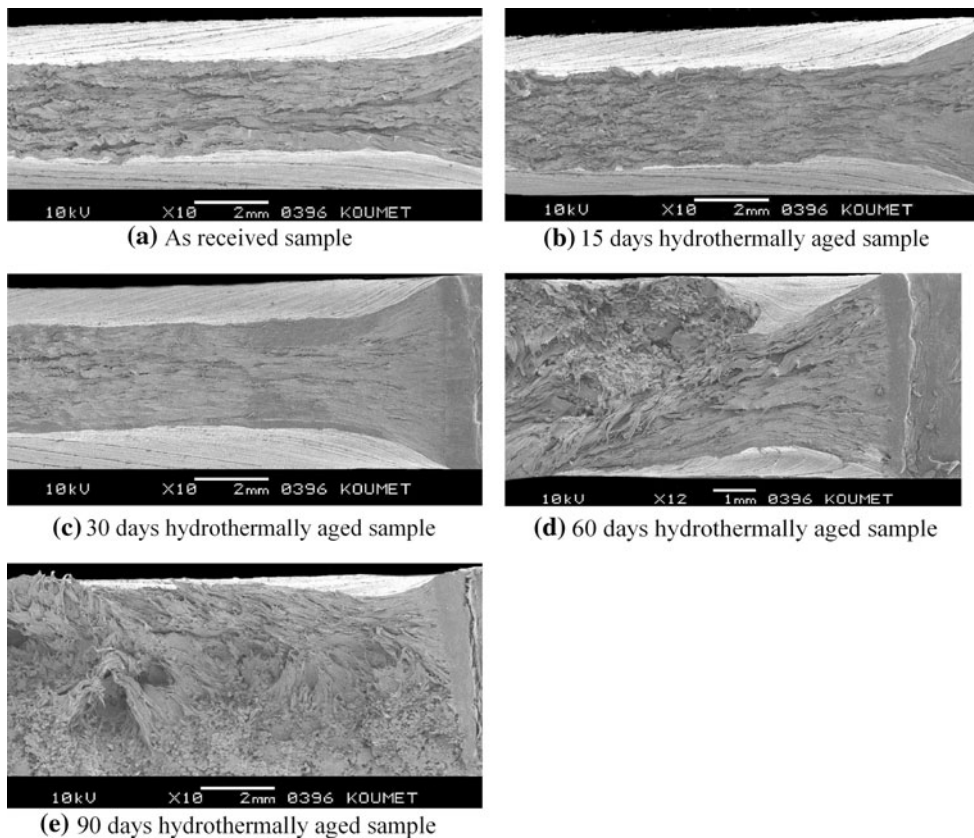 10kV X10 2mm 0396 KOUMET
10kV X10 2mm 0396 KOUMET
(a) As received sample
(b) 15 days hydrothermally aged sample
10kV X10 2mm 0396 KOUMET
10kV X12 1mm 0396 KOUMET
(c) 30 days hydrothermally aged sample
(d) 60 days hydrothermally aged sample
10kV X10 2mm 0396 KOUMET
(e) 90 days hydrothermally aged sample